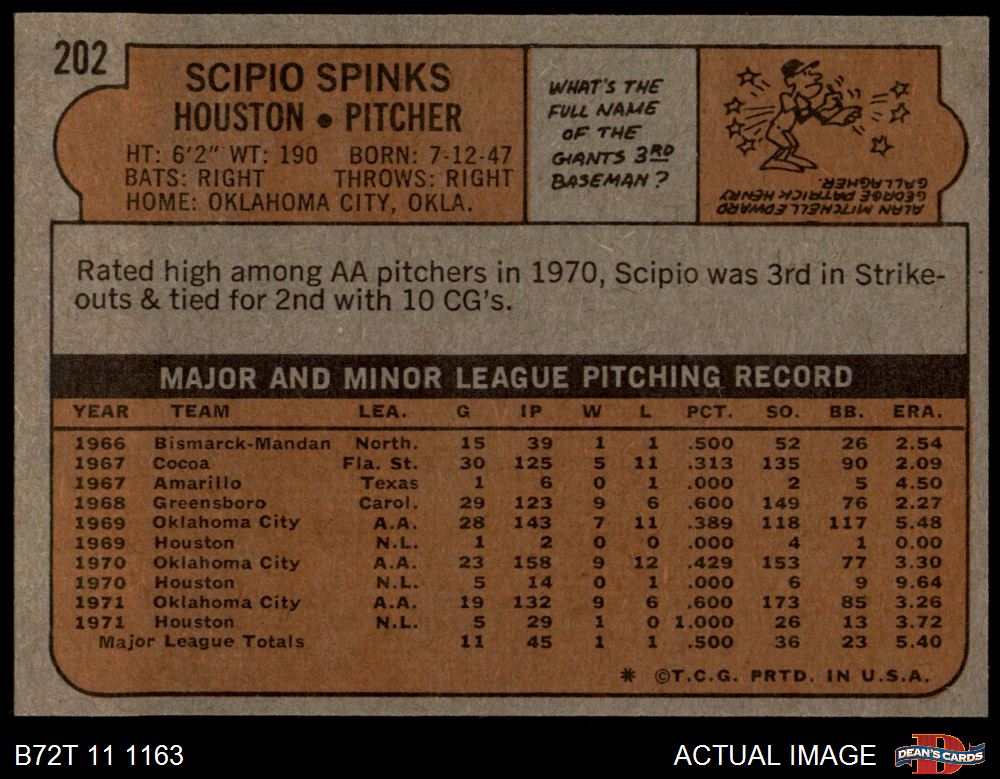 202
SCIPIO SPINKS
HOUSTON • PITCHER
HT: 6'2" WT: 190 BORN: 7-12-47
BATS: RIGHT THROWS: RIGHT
HOME: OKLAHOMA CITY, OKLA.
WHAT'S THE
FULL NAME
OF THE
GIANTS 3RD
BASEMAN?
ALAN MITCHELL EDWARD
GEORGE PATRICK HENRY
GALLAGHER.
Rated high among AA pitchers in 1970, Scipio was 3rd in Strike-
outs & tied for 2nd with 10 CG's.
MAJOR AND MINOR LEAGUE PITCHING RECORD
YEAR TEAM LEA. G IP W L PCT. SO. BB. ERA.
1966 Bismarck-Mandan North. 15 39 1 1 .500 52 26 2.54
1967 Cocoa Fla. St. 30 125 5 11 .313 135 90 2.09
1967 Amarillo Texas 1 6 0 1 .000 2 5 4.50
1968 Greensboro Carol. 29 123 9 6 .600 149 76 2.27
1969 Oklahoma City A.A. 28 143 7 11 .389 118 117 5.48
1969 Houston N.L. 1 2 0 0 .000 4 1 0.00
1970 Oklahoma City A.A. 23 158 9 12 .429 153 77 3.30
1970 Houston N.L. 5 14 0 1 .000 6 9 9.64
1971 Oklahoma City A.A. 19 132 9 6 .600 173 85 3.26
1971 Houston N.L. 5 29 1 0 1.000 26 13 3.72
Major League Totals 11 45 1 1 .500 36 23 5.40
* ©T.C.G. PRTD. IN U.S.A.
B72T 11 1163
ACTUAL IMAGE
DEAN'S CARDS